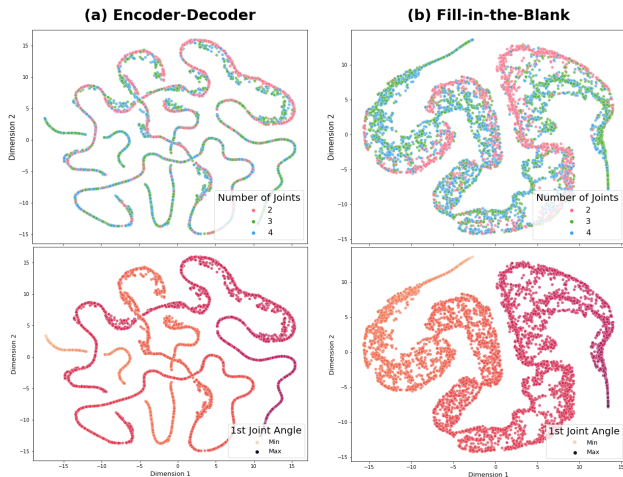 (a) Encoder-Decoder
(b) Fill-in-the-Blank
15
10
5
0
−5
−10
−15
Dimension 2
Number of Joints
2
3
4
10
5
0
−5
−10
−15
Dimension 2
Number of Joints
2
3
4
15
10
5
0
−5
−10
−15
Dimension 2
1st Joint Angle
Min
Max
−15
−10
−5
0
5
10
15
Dimension 1
10
5
0
−5
−10
−15
Dimension 2
1st Joint Angle
Min
Max
−15
−10
−5
0
5
10
15
Dimension 1